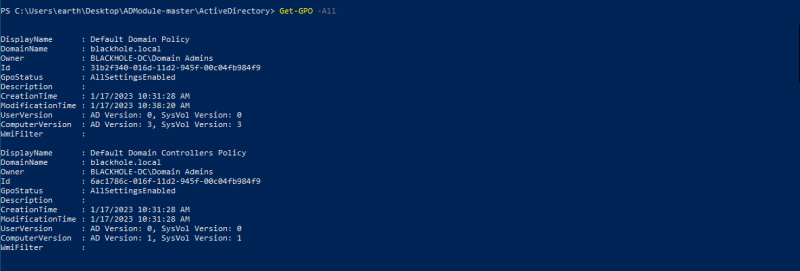 PS C:\Users\earth\Desktop\ADModule-master\ActiveDirectory> Get-GPO -All
DisplayName      : Default Domain Policy
DomainName       : blackhole.local
Owner            : BLACKHOLE-DC\Domain Admins
Id               : 31b2f340-016d-11d2-945f-00c04fb984f9
GpoStatus        : AllSettingsEnabled
Description      :
CreationTime     : 1/17/2023 10:31:28 AM
ModificationTime : 1/17/2023 10:38:20 AM
UserVersion      : AD Version: 0, SysVol Version: 0
ComputerVersion  : AD Version: 3, SysVol Version: 3
WmiFilter        :
DisplayName      : Default Domain Controllers Policy
DomainName       : blackhole.local
Owner            : BLACKHOLE-DC\Domain Admins
Id               : 6ac1786c-016f-11d2-945f-00c04fb984f9
GpoStatus        : AllSettingsEnabled
Description      :
CreationTime     : 1/17/2023 10:31:28 AM
ModificationTime : 1/17/2023 10:31:28 AM
UserVersion      : AD Version: 0, SysVol Version: 0
ComputerVersion  : AD Version: 1, SysVol Version: 1
WmiFilter        :